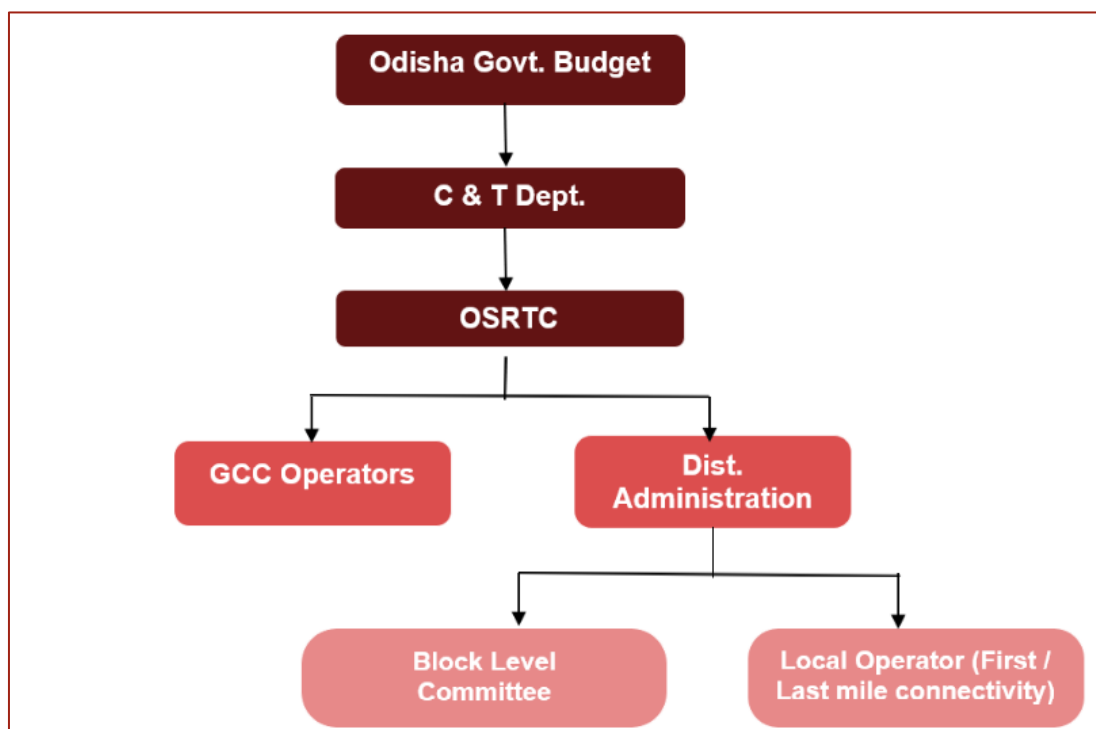 Odisha Govt. Budget
C & T Dept.
OSRTC
GCC Operators
Dist.
Administration
Block Level
Committee
Local Operator (First /
Last mile connectivity)